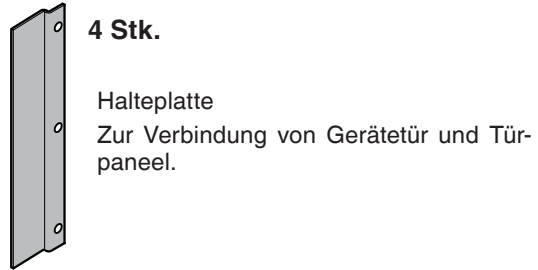 4 Stk.
Halteplatte
Zur Verbindung von Gerätetür und Tür-
paneel.